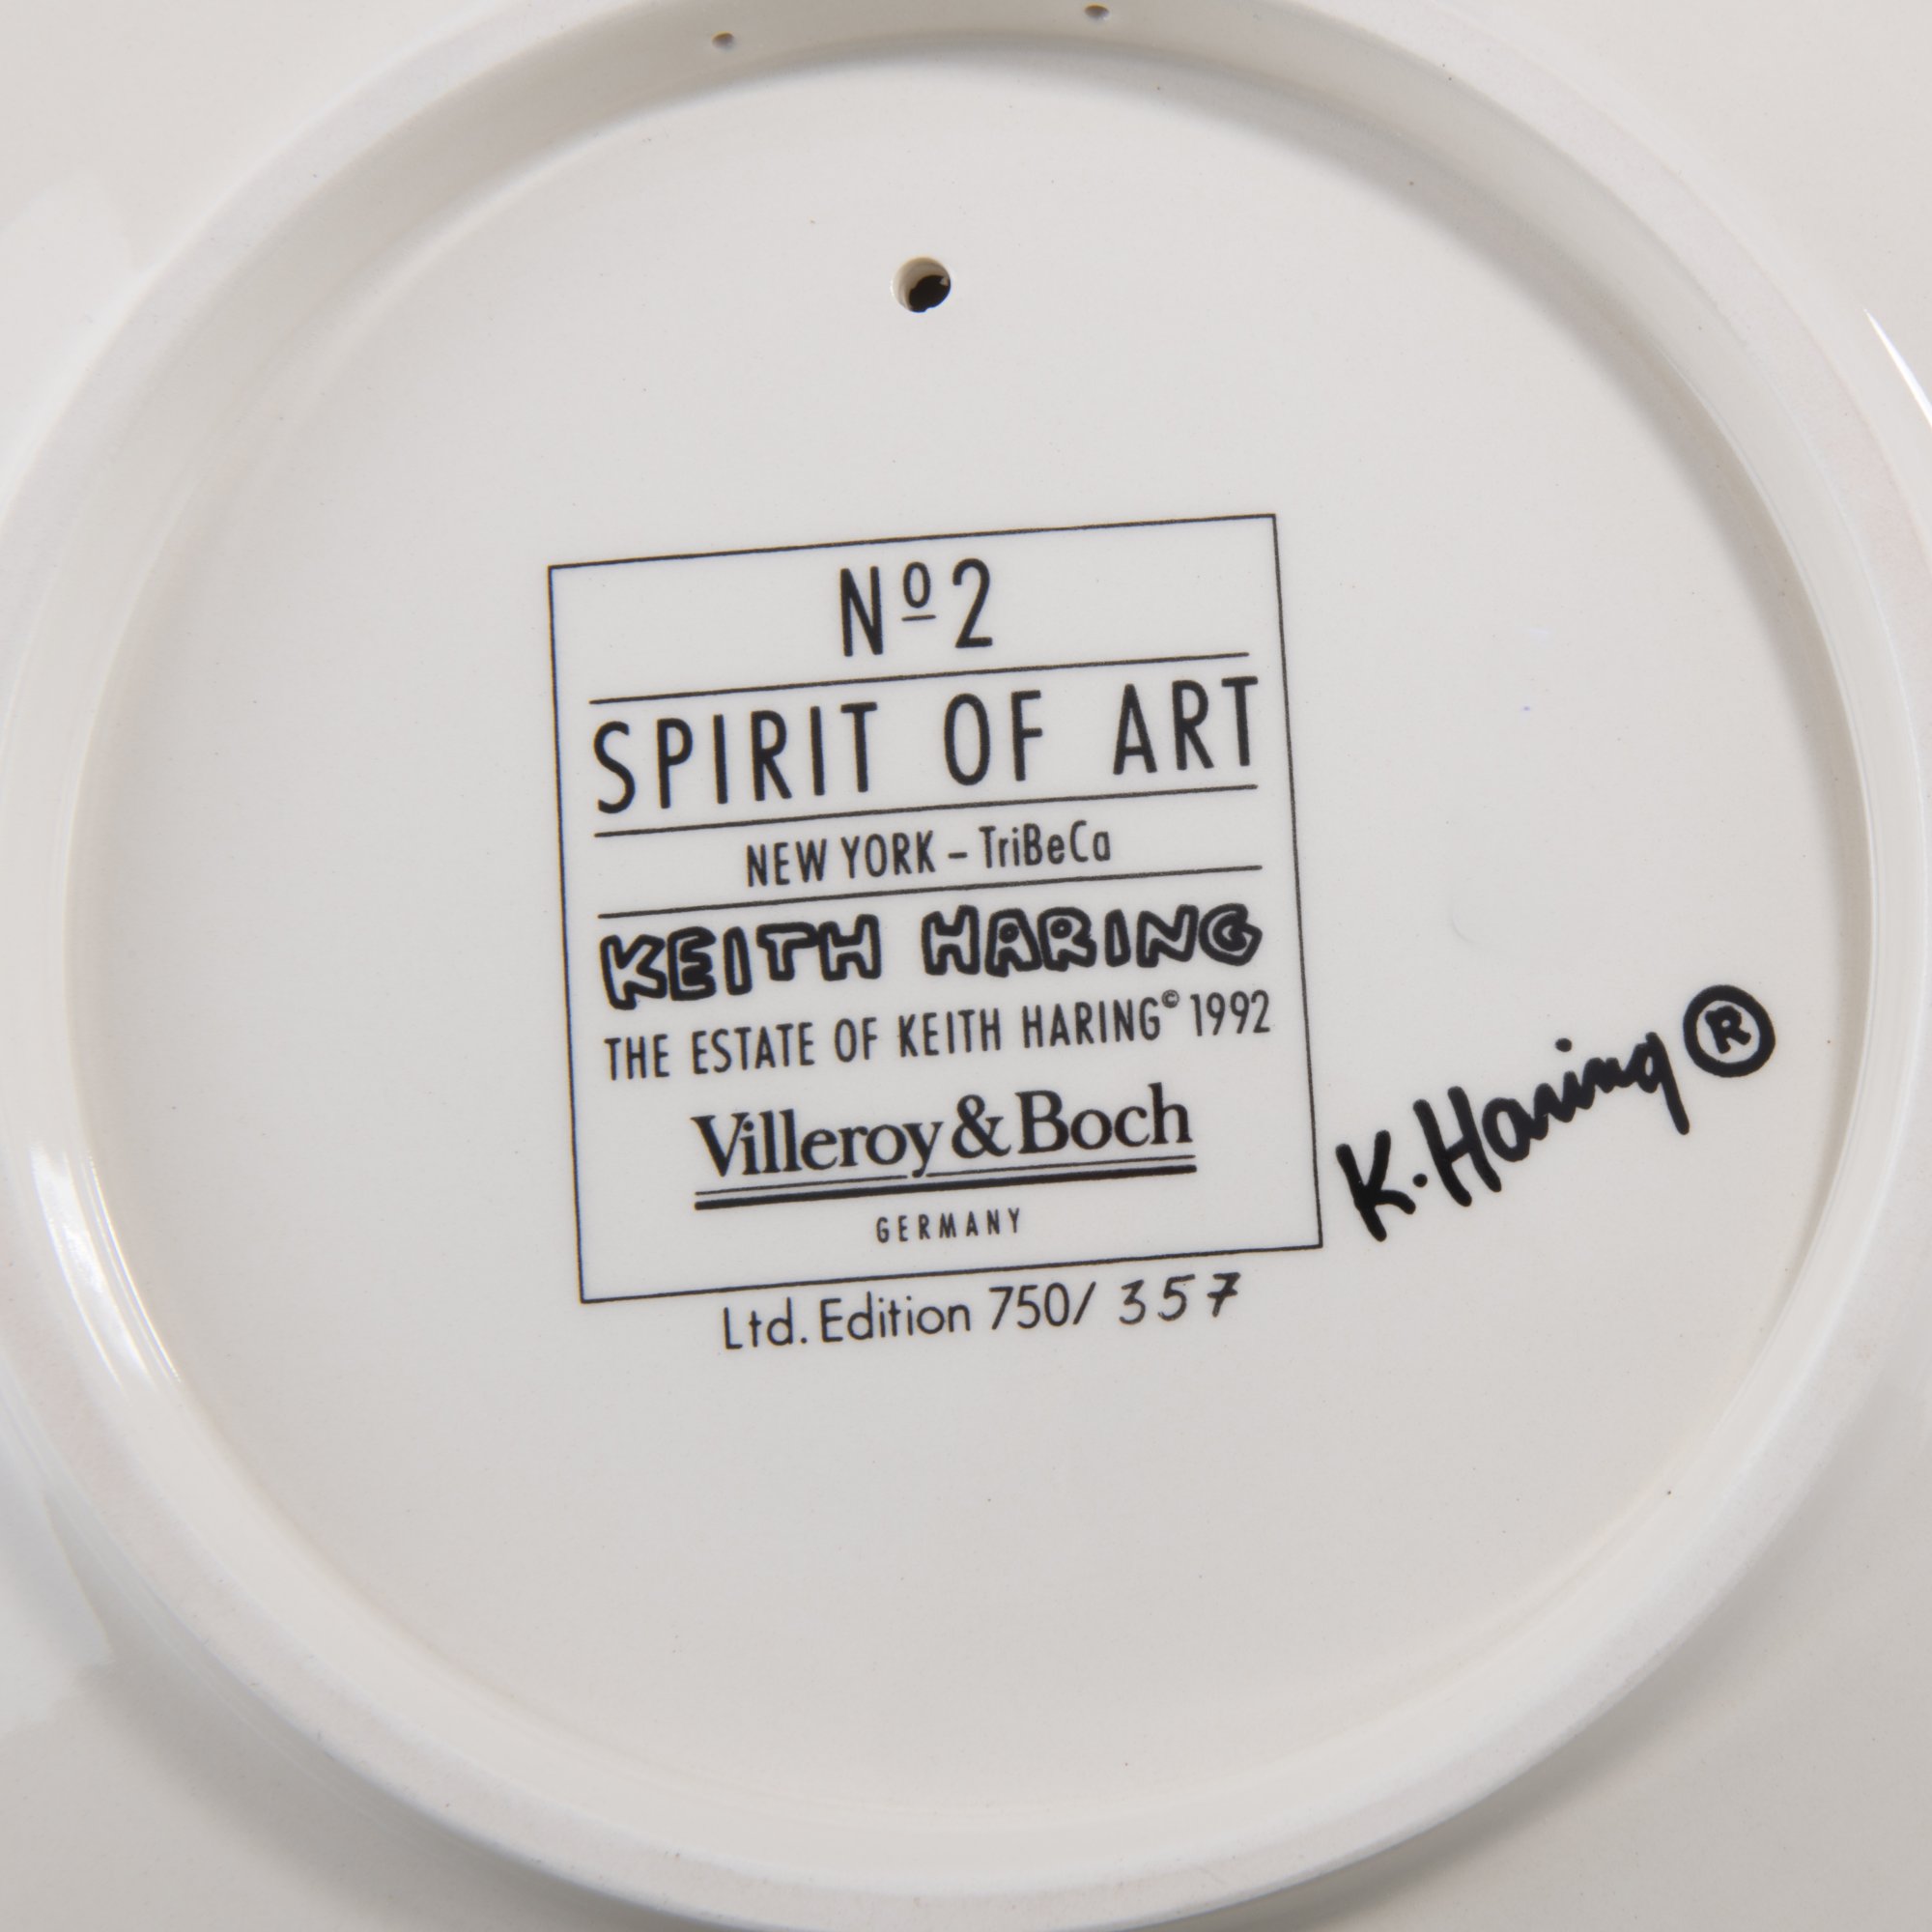 Nº2
SPIRIT OF ART
NEW YORK – TriBeCa
KEITH HARING
THE ESTATE OF KEITH HARING© 1992
Villeroy & Boch
GERMANY
Ltd. Edition 750/ 357
K. Haring ®